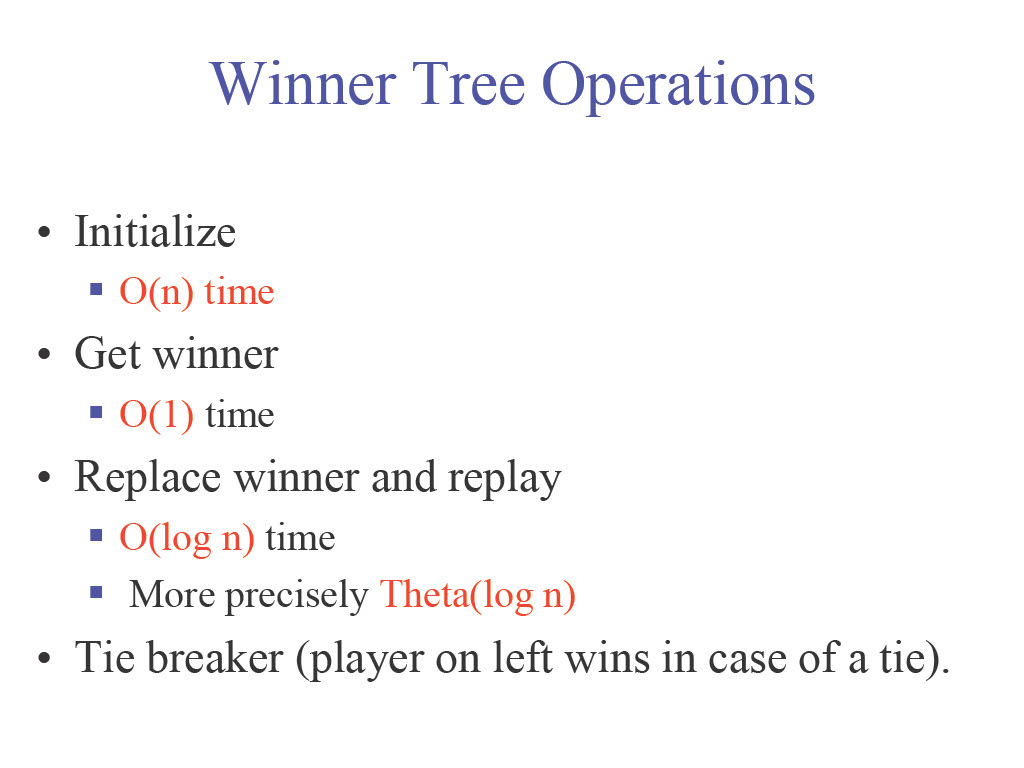 Winner Tree Operations
• Initialize
▪ O(n) time
• Get winner
▪ O(1) time
• Replace winner and replay
▪ O(log n) time
▪ More precisely Theta(log n)
• Tie breaker (player on left wins in case of a tie).